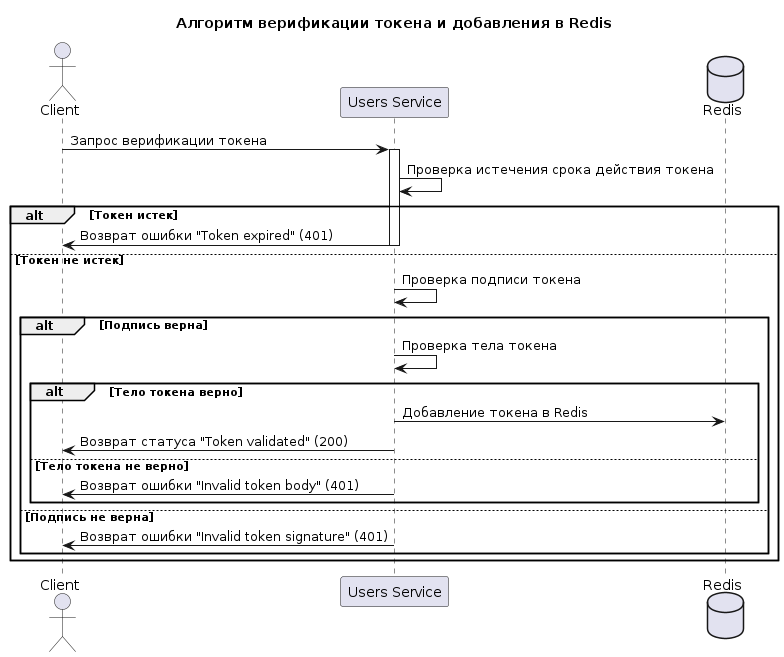 Алгоритм верификации токена и добавления в Redis
Client
Users Service
Redis
Запрос верификации токена
Проверка истечения срока действия токена
alt
[Токен истек]
Возврат ошибки "Token expired" (401)
[Токен не истек]
Проверка подписи токена
alt
[Подпись верна]
Проверка тела токена
alt
[Тело токена верно]
Добавление токена в Redis
Возврат статуса "Token validated" (200)
[Тело токена не верно]
Возврат ошибки "Invalid token body" (401)
[Подпись не верна]
Возврат ошибки "Invalid token signature" (401)
Client
Users Service
Redis